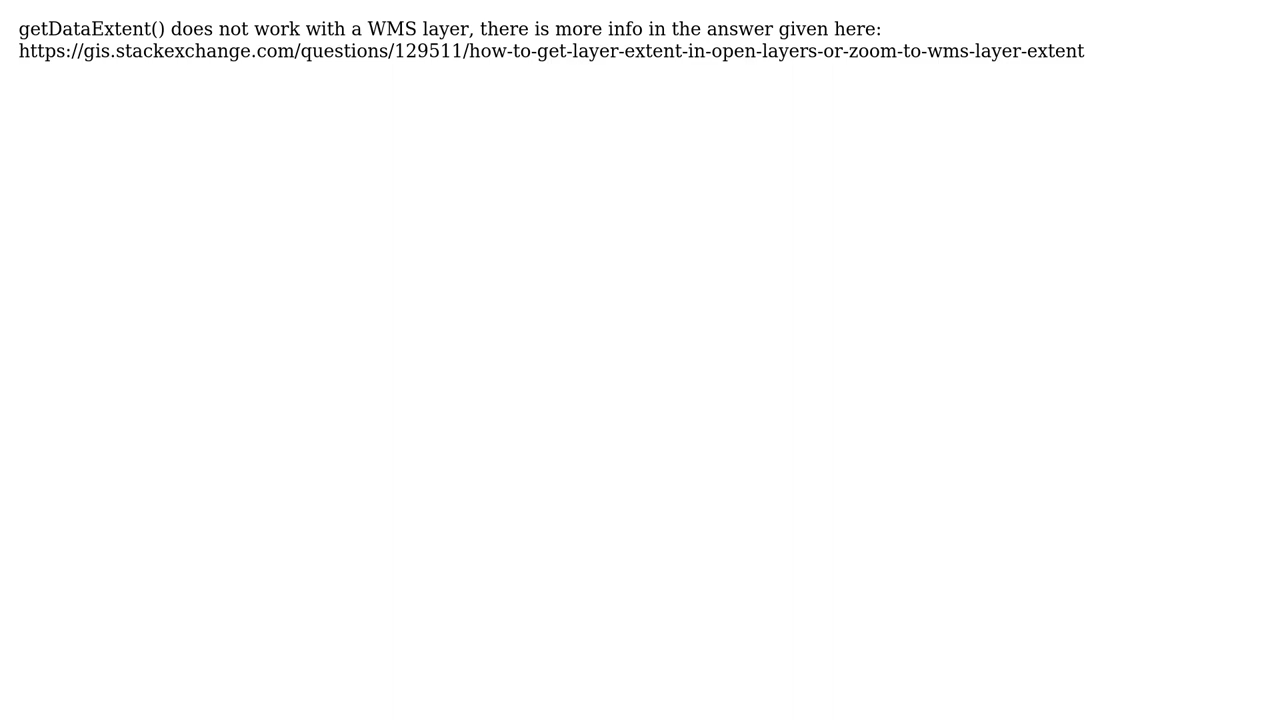 getDataExtent() does not work with a WMS layer, there is more info in the answer given here:
https://gis.stackexchange.com/questions/129511/how-to-get-layer-extent-in-open-layers-or-zoom-to-wms-layer-extent